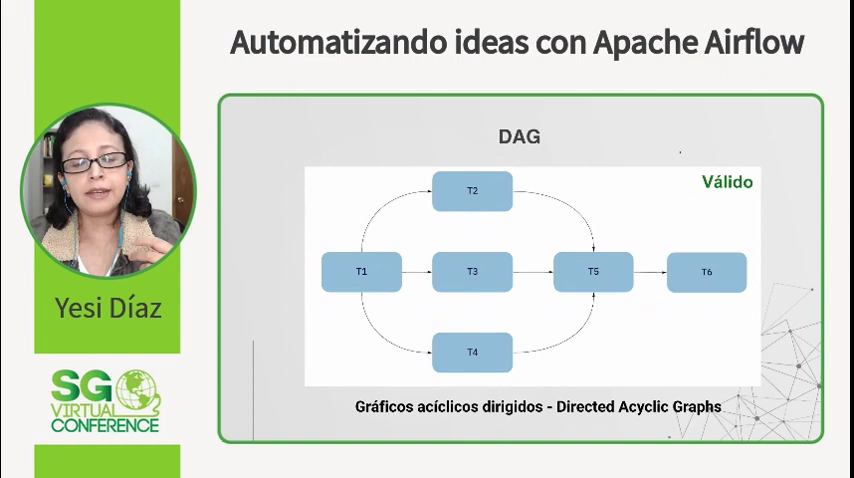 Automatizando ideas con Apache Airflow
DAG
Válido
T2
T1
T3
T5
T6
T4
Gráficos acíclicos dirigidos - Directed Acyclic Graphs
Yesi Díaz
SG
VIRTUAL
CONFERENCE